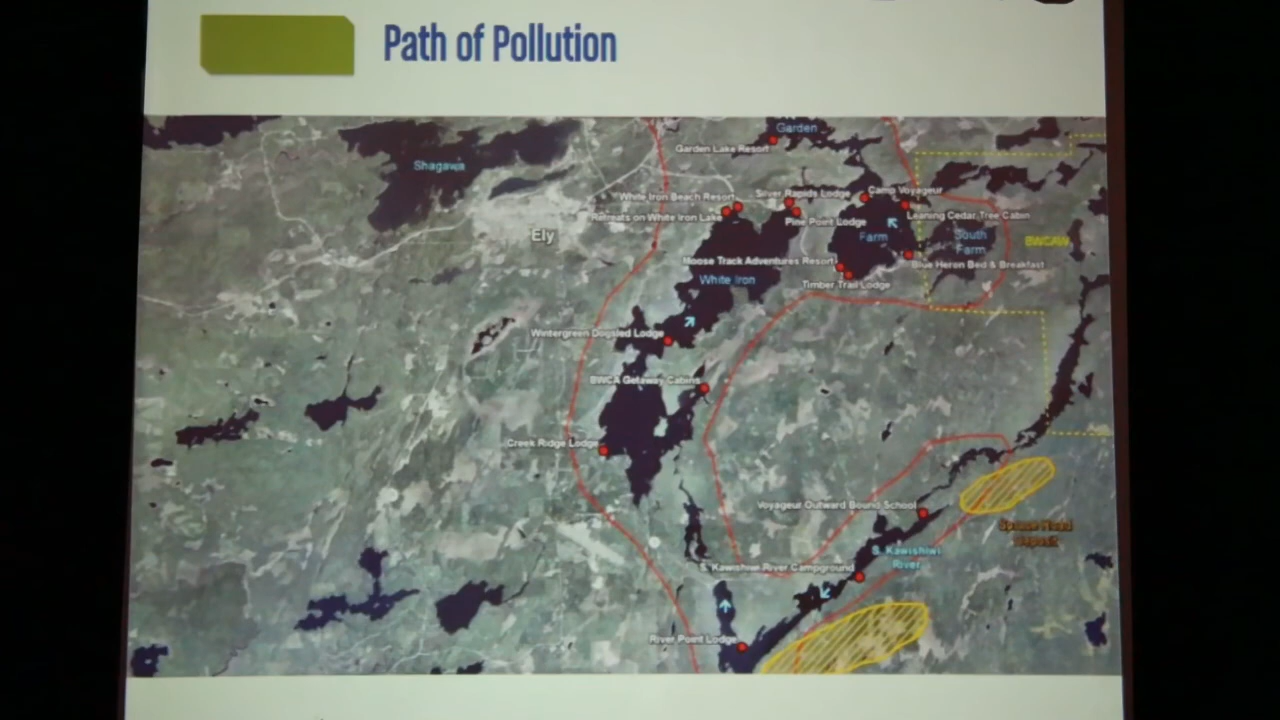 Path of Pollution
Garden
Garden Lake Resort
Shagawa
White Iron Beach Resort
Silver Rapids Lodge
Camp Voyageur
Retreats on White Iron Lake
Pine Point Lodge
Leaning Cedar Tree Cabin
Ely
Farm
South
Farm
BWCAW
Moose Track Adventures Resort
Blue Heron Bed & Breakfast
White Iron
Timber Trail Lodge
Wintergreen Dogsled Lodge
BWCA Getaway Cabins
Creek Ridge Lodge
Voyageur Outward Bound School
Spruce Road
Deposit
S. Kawishiwi
River
S. Kawishiwi River Campground
River Point Lodge